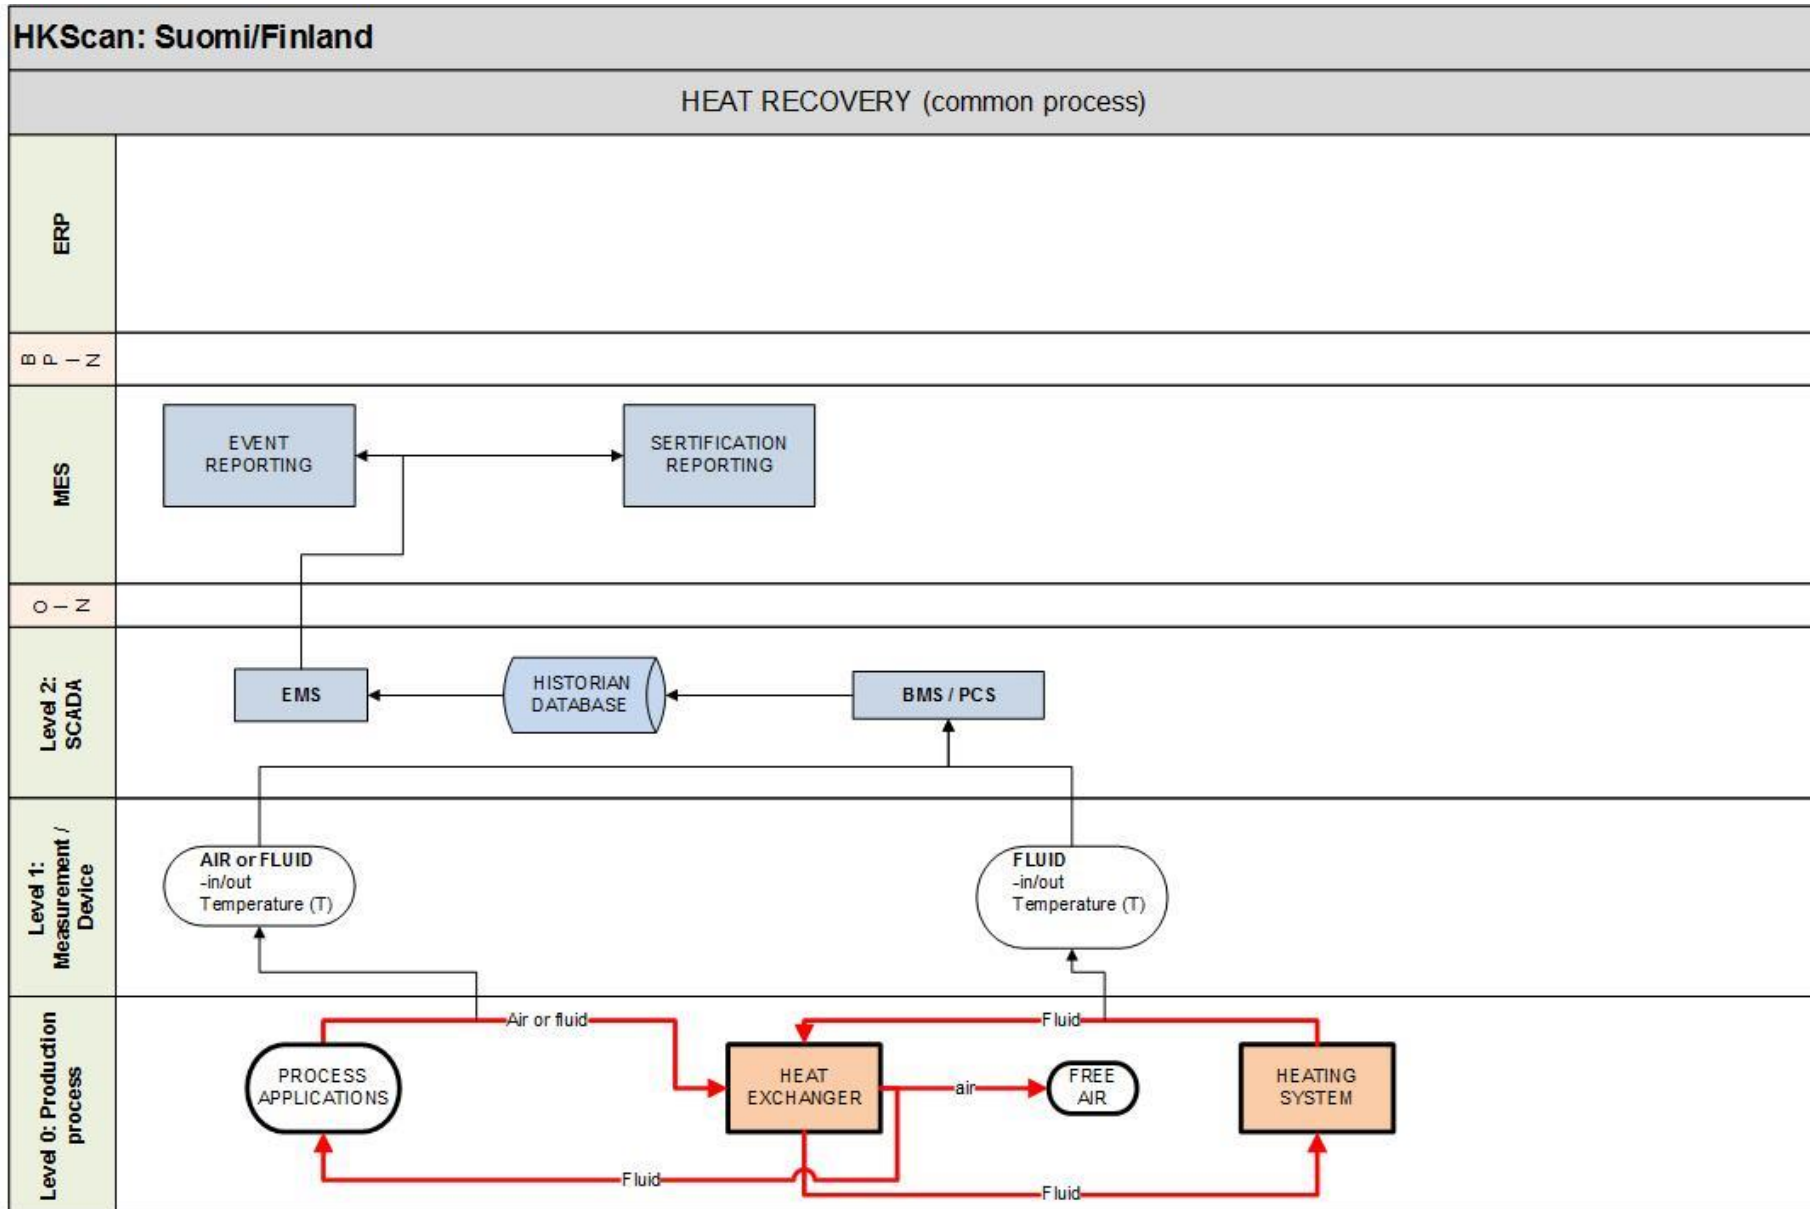 HKScan: Suomi/Finland
HEAT RECOVERY (common process)
ERP
BPIN
MES
EVENT
REPORTING
SERTIFICATION
REPORTING
OIN
Level 2:
SCADA
EMS
HISTORIAN
DATABASE
BMS / PCS
Level 1:
Measurement /
Device
AIR or FLUID
-in/out
Temperature (T)
FLUID
-in/out
Temperature (T)
Level 0: Production
process
Air or fluid
Fluid
PROCESS
APPLICATIONS
HEAT
EXCHANGER
air
FREE
AIR
HEATING
SYSTEM
Fluid
Fluid